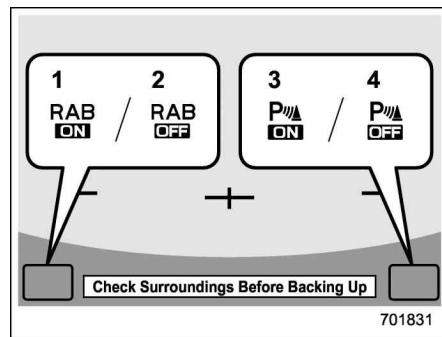 1 2 3 4
RAB / RAB P / P
ON OFF ON OFF
Check Surroundings Before Backing Up
701831